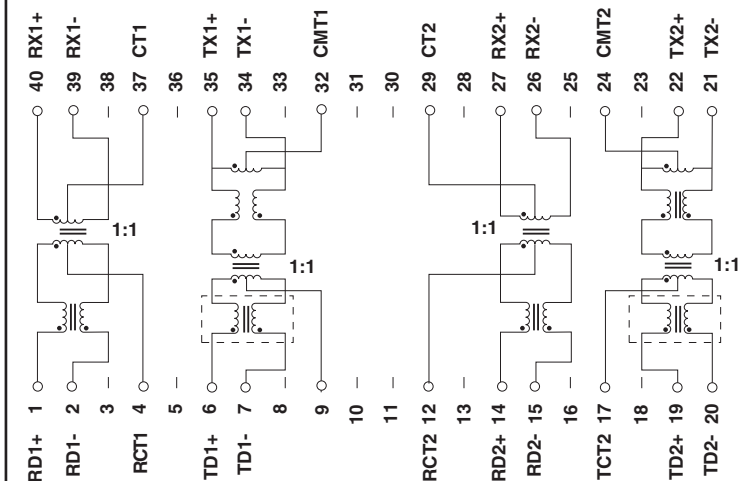 RX1+
RX1-
CT1
TX1+
TX1-
CMT1
CT2
RX2+
RX2-
CMT2
TX2+
TX2-
40
39
38
37
36
35
34
33
32
31
30
29
28
27
26
25
24
23
22
21
1:1
1:1
1:1
1:1
1
2
3
4
5
6
7
8
9
10
11
12
13
14
15
16
17
18
19
20
RD1+
RD1-
RCT1
TD1+
TD1-
RCT2
RD2+
RD2-
TCT2
TD2+
TD2-